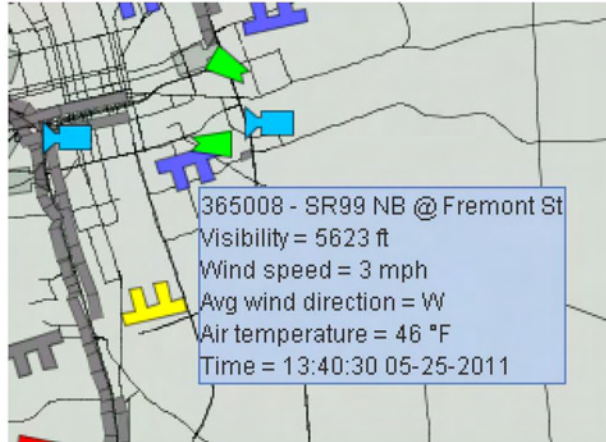 365008 - SR99 NB @ Fremont St
Visibility = 5623 ft
Wind speed = 3 mph
Avg wind direction = W
Air temperature = 46 °F
Time = 13:40:30 05-25-2011